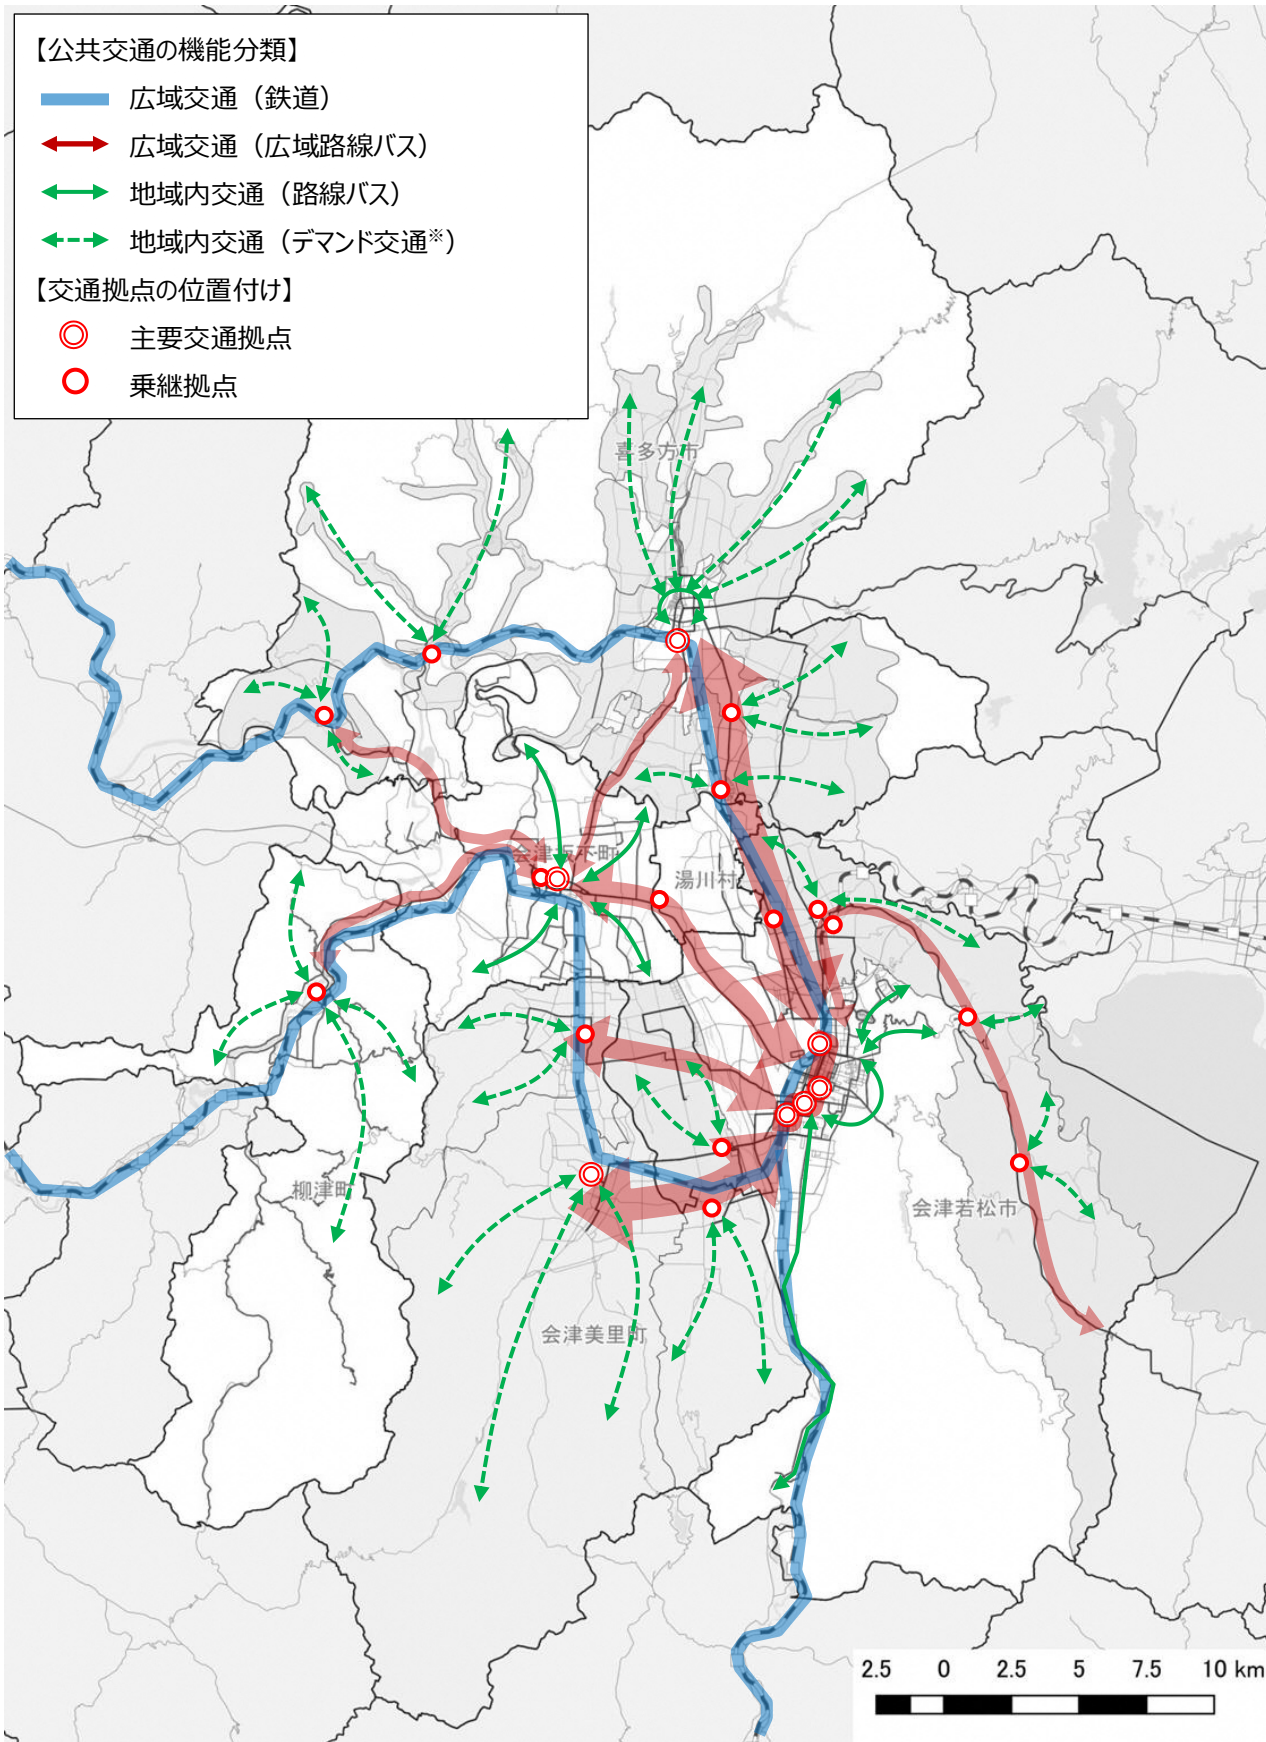 【公共交通の機能分類】
広域交通（鉄道）
広域交通（広域路線バス）
地域内交通（路線バス）
地域内交通（デマンド交通※）
【交通拠点の位置付け】
主要交通拠点
乗継拠点
喜多方市
会津坂下町
湯川村
柳津町
会津若松市
会津美里町
2.5 0 2.5 5 7.5 10 km